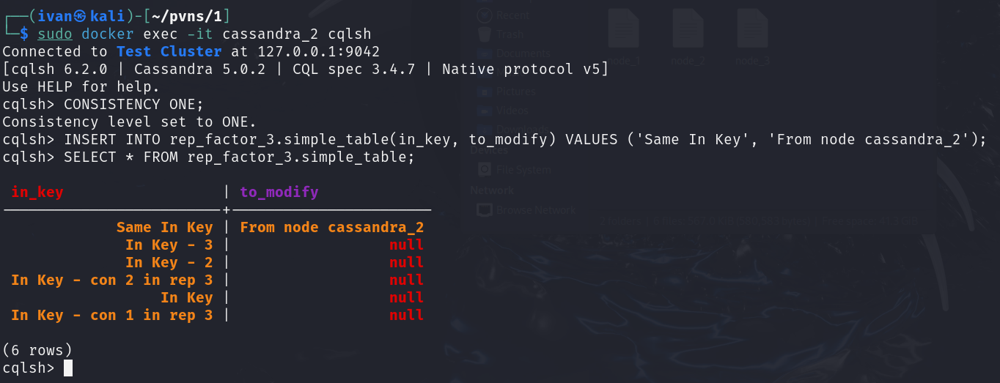 ┌──(ivan㉿kali)-[~/pvns/1]
└─$ sudo docker exec -it cassandra_2 cqlsh
Connected to Test Cluster at 127.0.0.1:9042
[cqlsh 6.2.0 | Cassandra 5.0.2 | CQL spec 3.4.7 | Native protocol v5]
Use HELP for help.
cqlsh> CONSISTENCY ONE;
Consistency level set to ONE.
cqlsh> INSERT INTO rep_factor_3.simple_table(in_key, to_modify) VALUES ('Same In Key', 'From node cassandra_2');
cqlsh> SELECT * FROM rep_factor_3.simple_table;
in_key | to_modify
Same In Key | From node cassandra_2
In Key - 3 | null
In Key - 2 | null
In Key - con 2 in rep 3 | null
In Key | null
In Key - con 1 in rep 3 | null
(6 rows)
cqlsh>
Recent
Trash
Documents
Pictures
Videos
Downloads
Devices
File System
Network
Browse Network
node_1
node_2
node_3